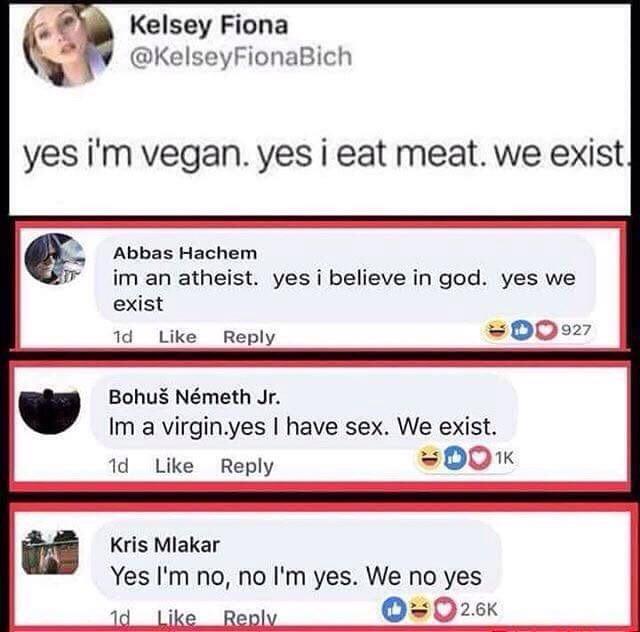 Kelsey Fiona
@KelseyFionaBich
yes i'm vegan. yes i eat meat. we exist.
Abbas Hachem
im an atheist.  yes i believe in god.  yes we
exist
1d Like Reply 927
Bohuš Németh Jr.
Im a virgin.yes I have sex. We exist.
1d Like Reply 1K
Kris Mlakar
Yes I'm no, no I'm yes. We no yes
1d Like Reply 2.6K